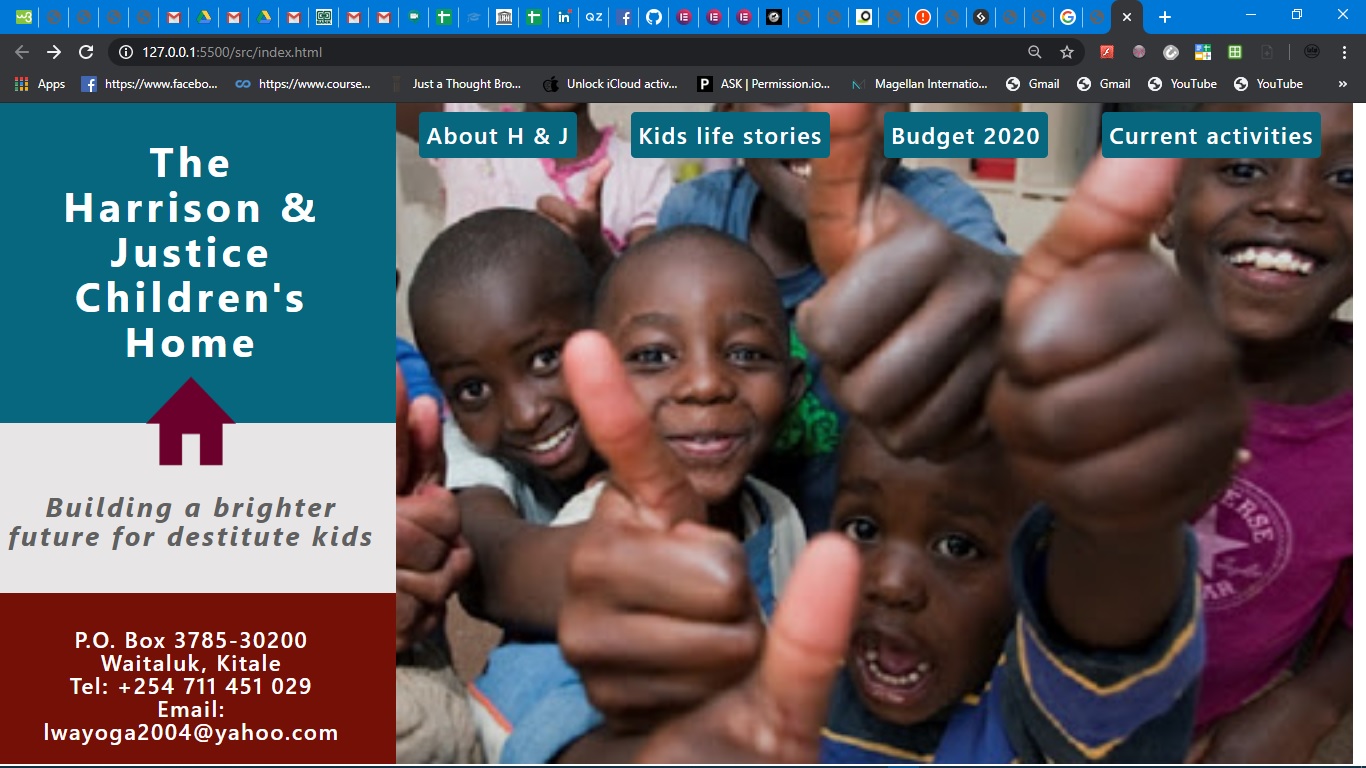 127.0.0.1:5500/src/index.html
Apps
https://www.facebo...
https://www.course...
Just a Thought Bro...
Unlock iCloud activ...
ASK | Permission.io...
Magellan Internatio...
Gmail
Gmail
YouTube
YouTube
»
The
Harrison &
Justice
Children's
Home
Building a brighter
future for destitute kids
P.O. Box 3785-30200
Waitaluk, Kitale
Tel: +254 711 451 029
Email:
lwayoga2004@yahoo.com
About H & J
Kids life stories
Budget 2020
Current activities